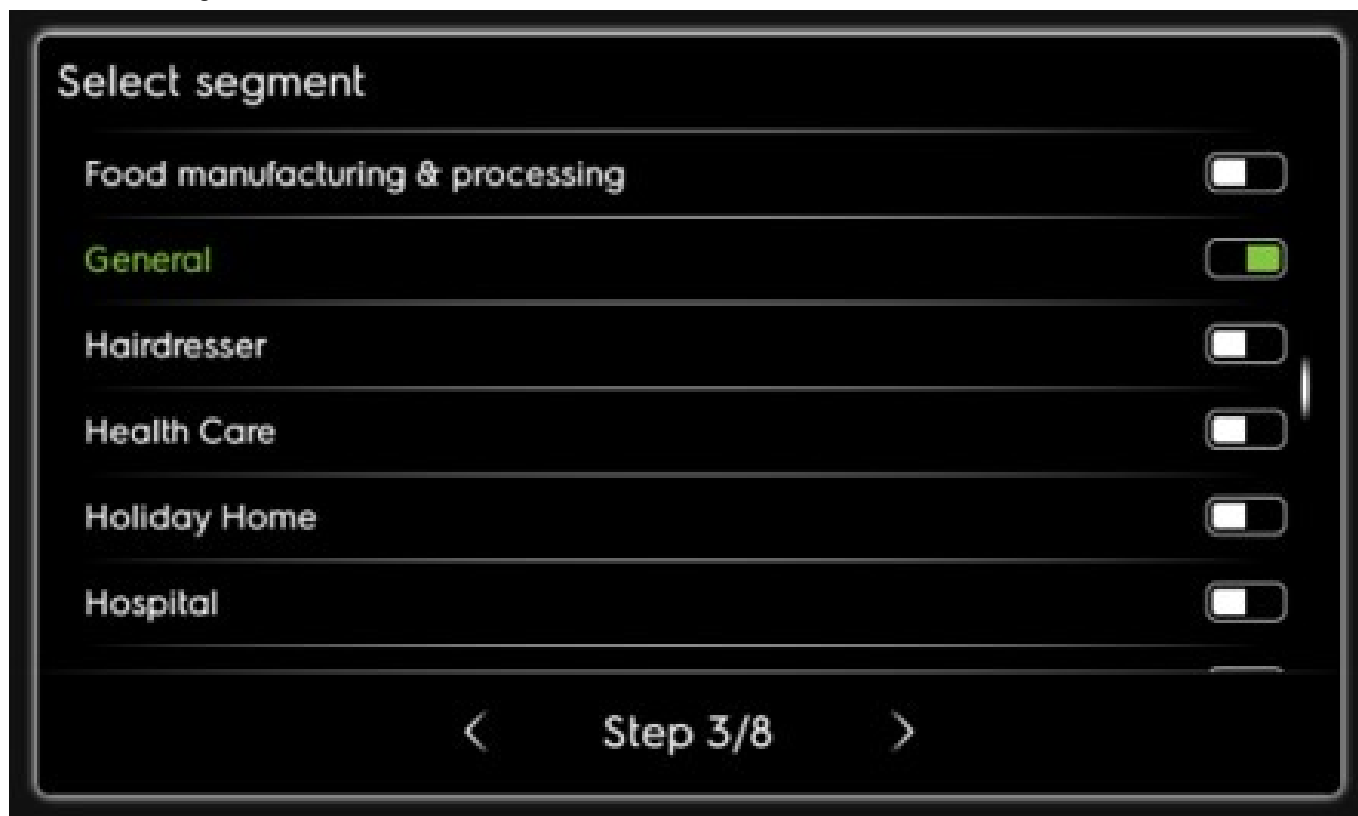 Select segment
Food manufacturing & processing
General
Hairdresser
Health Care
Holiday Home
Hospital
< Step 3/8 >